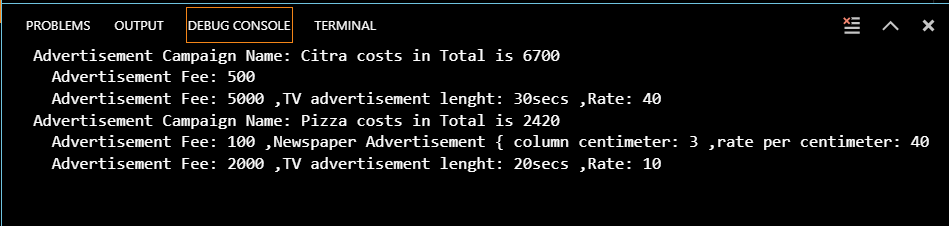 PROBLEMS OUTPUT DEBUG CONSOLE TERMINAL
Advertisement Campaign Name: Citra costs in Total is 6700
Advertisement Fee: 500
Advertisement Fee: 5000 ,TV advertisement lenght: 30secs ,Rate: 40
Advertisement Campaign Name: Pizza costs in Total is 2420
Advertisement Fee: 100 ,Newspaper Advertisement { column centimeter: 3 ,rate per centimeter: 40
Advertisement Fee: 2000 ,TV advertisement lenght: 20secs ,Rate: 10